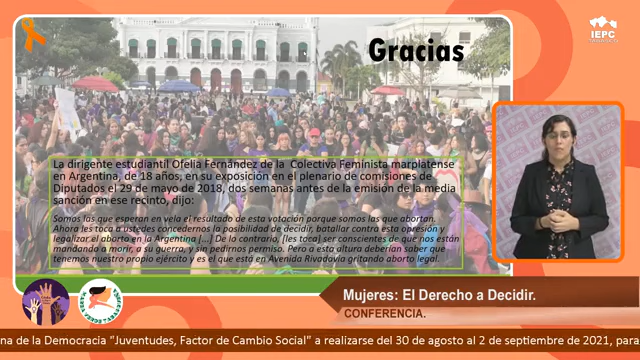 Gracias
IEPC
TABASCO
La dirigente estudiantil Ofelia Fernández de la Colectiva Feminista marplatense
en Argentina, de 18 años, en su exposición en el plenario de comisiones de
Diputados el 29 de mayo de 2018, dos semanas antes de la emisión de la media
sanción en ese recinto, dijo:
Somos las que esperan en vela el resultado de esta votación porque somos las que abortan.
Ahora les toca a ustedes concedernos la posibilidad de decidir, batallar contra esta opresión y
legalizar el aborto en la Argentina [...] De lo contrario, [les toca] ser conscientes de que nos están
mandando a morir, a su guerra, y sin pedirnos permiso. Pero a esta altura deberían saber que
tenemos nuestro propio ejército y es el que está en Avenida Rivadavia gritando aborto legal.
Mujeres: El Derecho a Decidir.
CONFERENCIA.
na de la Democracia "Juventudes, Factor de Cambio Social" a realizarse del 30 de agosto al 2 de septiembre de 2021, para